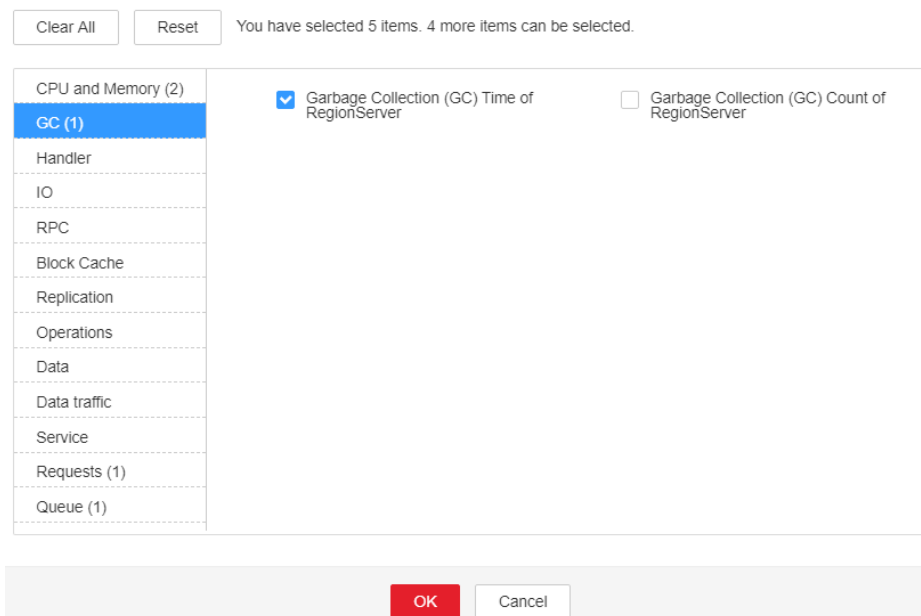 Clear All
Reset
You have selected 5 items. 4 more items can be selected.
CPU and Memory (2)
GC (1)
Handler
IO
RPC
Block Cache
Replication
Operations
Data
Data traffic
Service
Requests (1)
Queue (1)
Garbage Collection (GC) Time of
RegionServer
Garbage Collection (GC) Count of
RegionServer
OK
Cancel